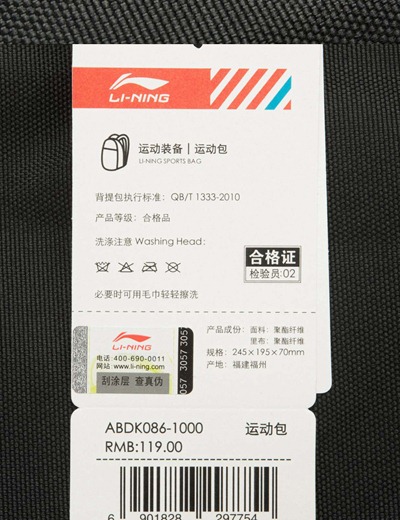 LI-NING
运动装备 | 运动包
LI-NING SPORTS BAG
背提包执行标准： QB/T 1333-2010
产品等级：合格品
洗涤注意 Washing Head：
合格证
检验员:02
必要时可用毛巾轻轻擦洗
产品成份：面料：聚酯纤维
里布：聚酯纤维
规格：245×195×70mm
产地：福建福州
LI-NING
电话:400-690-0011
网站:www.li-ning.com
刮涂层 查真伪
057 3057 305
ABDK086-1000 运动包
RMB:119.00
6 901828 297754